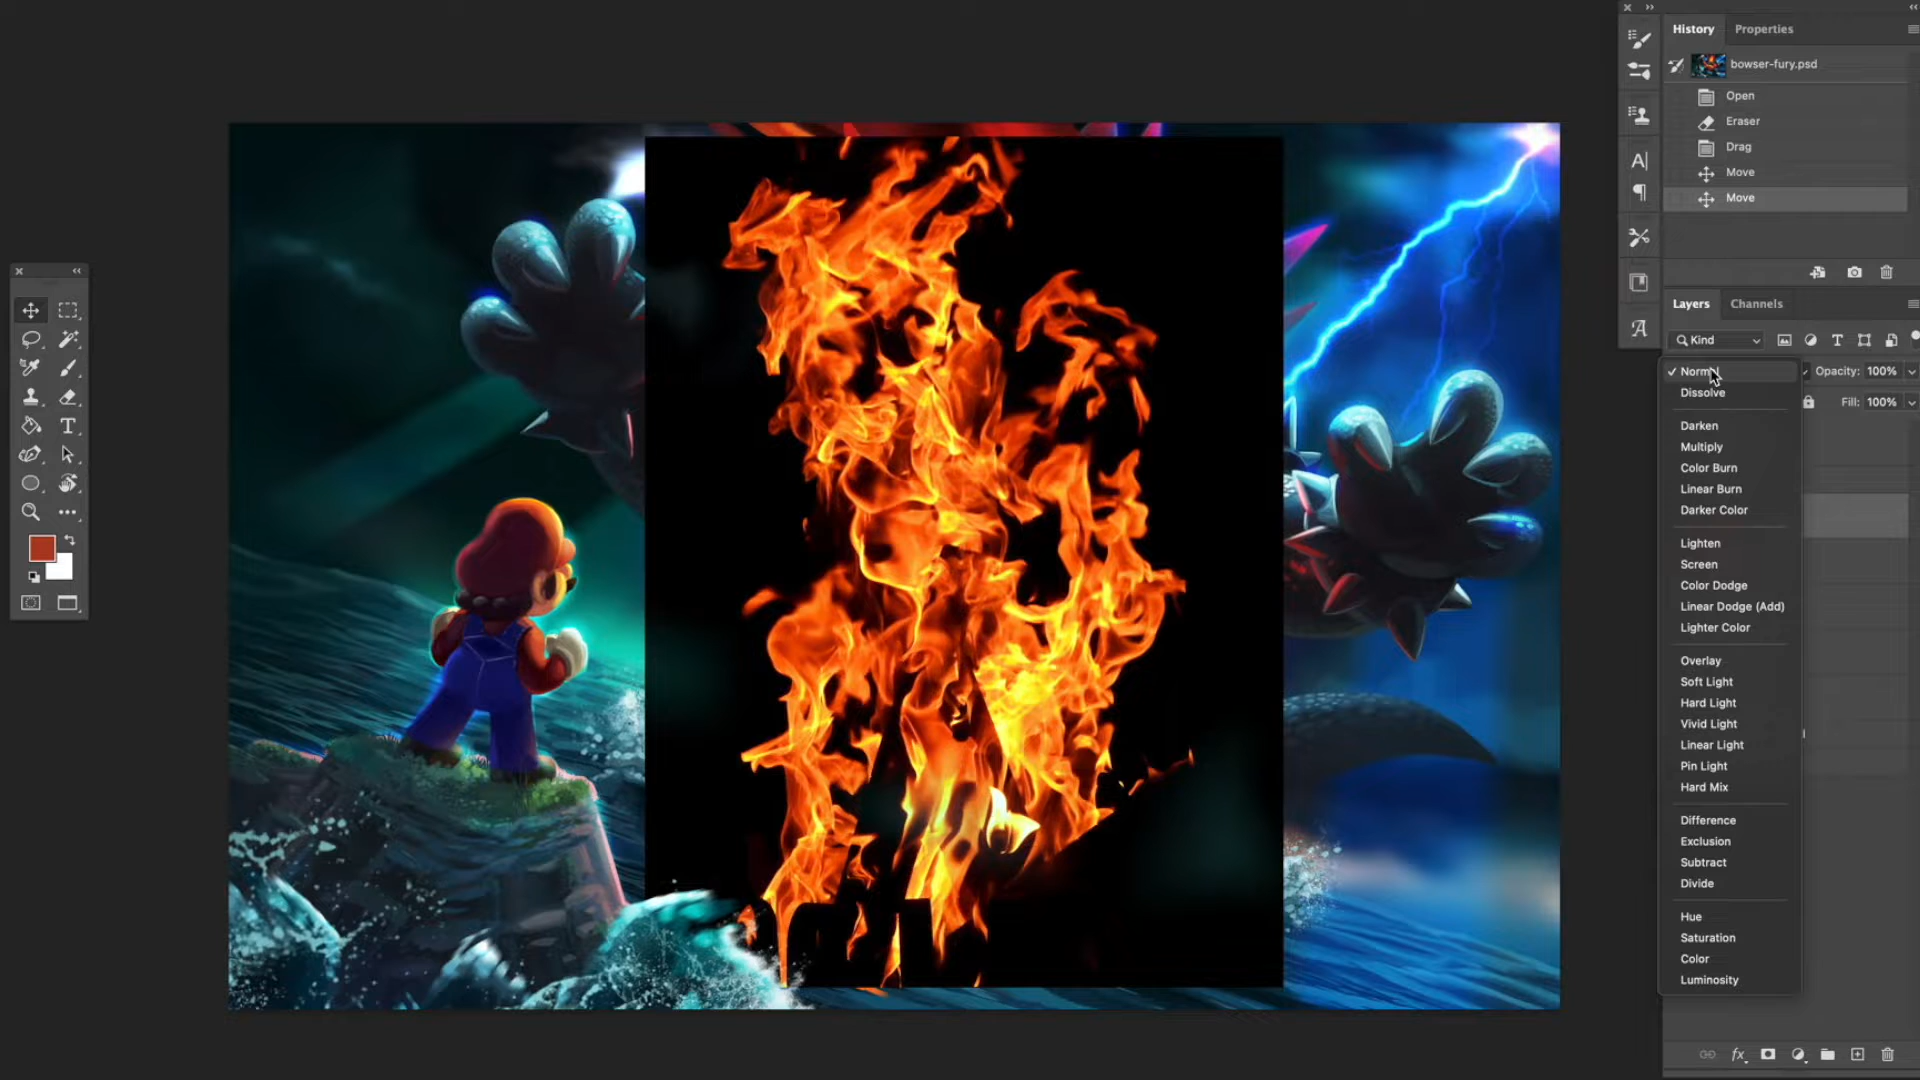 History Properties
bowser-fury.psd
Open
Eraser
Drag
Move
Move
Layers Channels
Kind
Normal Opacity: 100%
Dissolve
Fill: 100%
Darken
Multiply
Color Burn
Linear Burn
Darker Color
Lighten
Screen
Color Dodge
Linear Dodge (Add)
Lighter Color
Overlay
Soft Light
Hard Light
Vivid Light
Linear Light
Pin Light
Hard Mix
Difference
Exclusion
Subtract
Divide
Hue
Saturation
Color
Luminosity